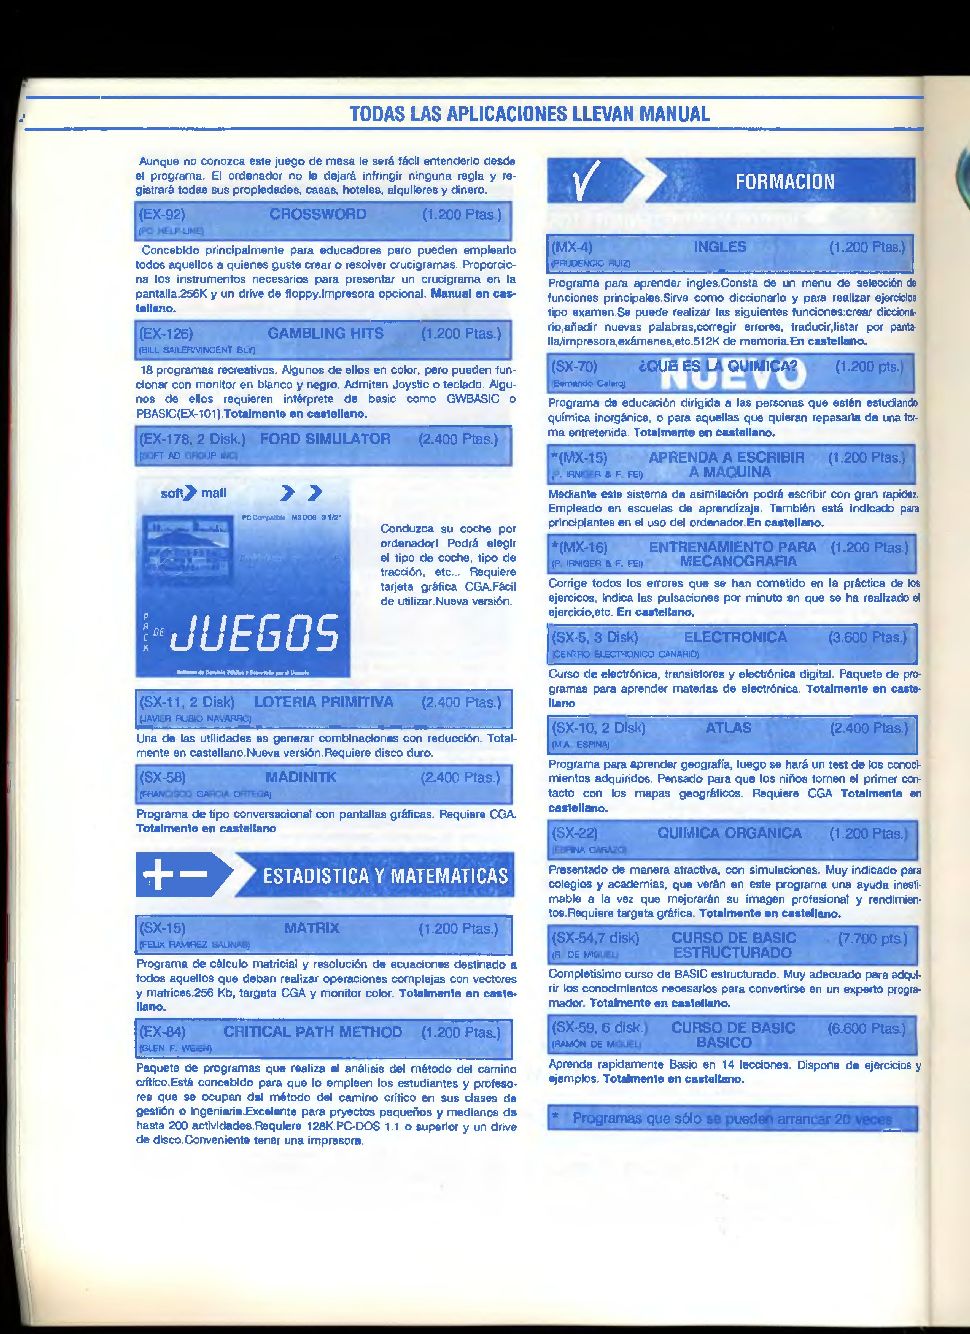 TODAS LAS APLICACIONES LLEVAN MANUAL
Aunque no conozca este juego de mesa le será fácil entenderlo desde
el programa. El ordenador no le dejará infringir ninguna regla y re-
gistrará todas sus propiedades, casas, hoteles, alquileres y dinero.
(EX-92) CROSSWORD (1.200 Ptas.)
(PC HELP-LINE)
Concebido principalmente para educadores pero pueden emplearlo
todos aquellos a quienes guste crear o resolver crucigramas. Proporcio-
na los instrumentos necesarios para presentar un crucigrama en la
pantalla.256K y un drive de floppy.Impresora opcional. Manual en cas-
tellano.
(EX-126) GAMBLING HITS (1.200 Ptas.)
(BILL SAILER/VINCENT BLY)
18 programas recreativos. Algunos de ellos en color, pero pueden fun-
cionar con monitor en blanco y negro. Admiten Joystic o teclado. Algu-
nos de ellos requieren intérprete de basic como GWBASIC o
PBASIC(EX-101).Totalmente en castellano.
(EX-178, 2 Disk.) FORD SIMULATOR (2.400 Ptas.)
(SOFT AD GROUP INC)
soft mail
PC Compatible MS DOS 3 1/2"
PACK DE JUEGOS
Conduzca su coche por
ordenador! Podrá elegir
el tipo de coche, tipo de
tracción, etc... Requiere
tarjeta gráfica CGA.Fácil
de utilizar.Nueva versión.
(SX-11, 2 Disk) LOTERIA PRIMITIVA (2.400 Ptas.)
(JAVIER RUBIO NAVARRO)
Una de las utilidades es generar combinaciones con reducción. Total-
mente en castellano.Nueva versión.Requiere disco duro.
(SX-58) MADINITK (2.400 Ptas.)
(FRANCISCO GARCIA ORTEGA)
Programa de tipo conversacional con pantallas gráficas. Requiere CGA.
Totalmente en castellano
+ - ESTADISTICA Y MATEMATICAS
(SX-15) MATRIX (1.200 Ptas.)
(FELIX RAMIREZ SALINAS)
Programa de cálculo matricial y resolución de ecuaciones destinado a
todos aquellos que deban realizar operaciones complejas con vectores
y matrices.256 Kb, targeta CGA y monitor color. Totalmente en caste-
llano.
(EX-84) CRITICAL PATH METHOD (1.200 Ptas.)
(GLEN F. WEIEN)
Paquete de programas que realiza el análisis del método del camino
crítico.Está concebido para que lo empleen los estudiantes y profeso-
res que se ocupan del método del camino crítico en sus clases de
gestión o ingeniería.Excelente para pryectos pequeños y medianos de
hasta 200 actividades.Requiere 128K.PC-DOS 1.1 o superior y un drive
de disco.Conveniente tener una impresora.
FORMACION
(MX-4) INGLES (1.200 Ptas.)
(PRUDENCIO RUIZ)
Programa para aprender ingles.Consta de un menu de selección de
funciones principales.Sirve como diccionario y para realizar ejercicios
tipo examen.Se puede realizar las siguientes funciones:crear dicciona-
rio,añadir nuevas palabras,corregir errores, traducir,listar por panta-
lla/impresora,exámenes,etc.512K de memoria.En castellano.
(SX-70) ¿QUE ES LA QUIMICA? (1.200 pts.)
NUEVO
(Bernardo Calero)
Programa de educación dirigida a las personas que estén estudiando
química inorgánica, o para aquellas que quieran repasarla de una for-
ma entretenida. Totalmente en castellano.
*(MX-15) APRENDA A ESCRIBIR (1.200 Ptas.)
(P. IRNIGER & F. FEI) A MAQUINA
Mediante este sistema de asimilación podrá escribir con gran rapidez.
Empleado en escuelas de aprendizaje. También está indicado para
principiantes en el uso del ordenador.En castellano.
*(MX-16) ENTRENAMIENTO PARA (1.200 Ptas.)
(P. IRNIGER & F. FEI) MECANOGRAFIA
Corrige todos los errores que se han cometido en la práctica de los
ejercicos, indica las pulsaciones por minuto en que se ha realizado el
ejercicio,etc. En castellano.
(SX-5, 3 Disk) ELECTRONICA (3.600 Ptas.)
(CENTRO ELECTRONICO CANARIO)
Curso de electrónica, transistores y electrónica digital. Paquete de pro-
gramas para aprender materias de electrónica. Totalmente en caste-
llano
(SX-10, 2 Disk) ATLAS (2.400 Ptas.)
(M.A. ESPINA)
Programa para aprender geografía, luego se hará un test de los conoci-
mientos adquiridos. Pensado para que los niños tomen el primer con-
tacto con los mapas geográficos. Requiere CGA Totalmente en
castellano.
(SX-22) QUIMICA ORGANICA (1.200 Ptas.)
Presentado de manera atractiva, con simulaciones. Muy indicado para
colegios y academias, que verán en este programa una ayuda inesti-
mable a la vez que mejorarán su imagen profesional y rendimien-
tos.Requiere targeta gráfica. Totalmente en castellano.
(SX-54,7 disk) CURSO DE BASIC (7.700 pts.)
(R. DE MIGUEL) ESTRUCTURADO
Completísimo curso de BASIC estructurado. Muy adecuado para adqui-
rir los conocimientos necesarios para convertirse en un experto progra-
mador. Totalmente en castellano.
(SX-59, 6 disk.) CURSO DE BASIC (6.600 Ptas.)
(RAMÓN DE MIGUEL) BASICO
Aprenda rapidamente Basic en 14 lecciones. Dispone de ejercicios y
ejemplos. Totalmente en castellano.
* Programas que sólo se pueden arrancar 20 veces